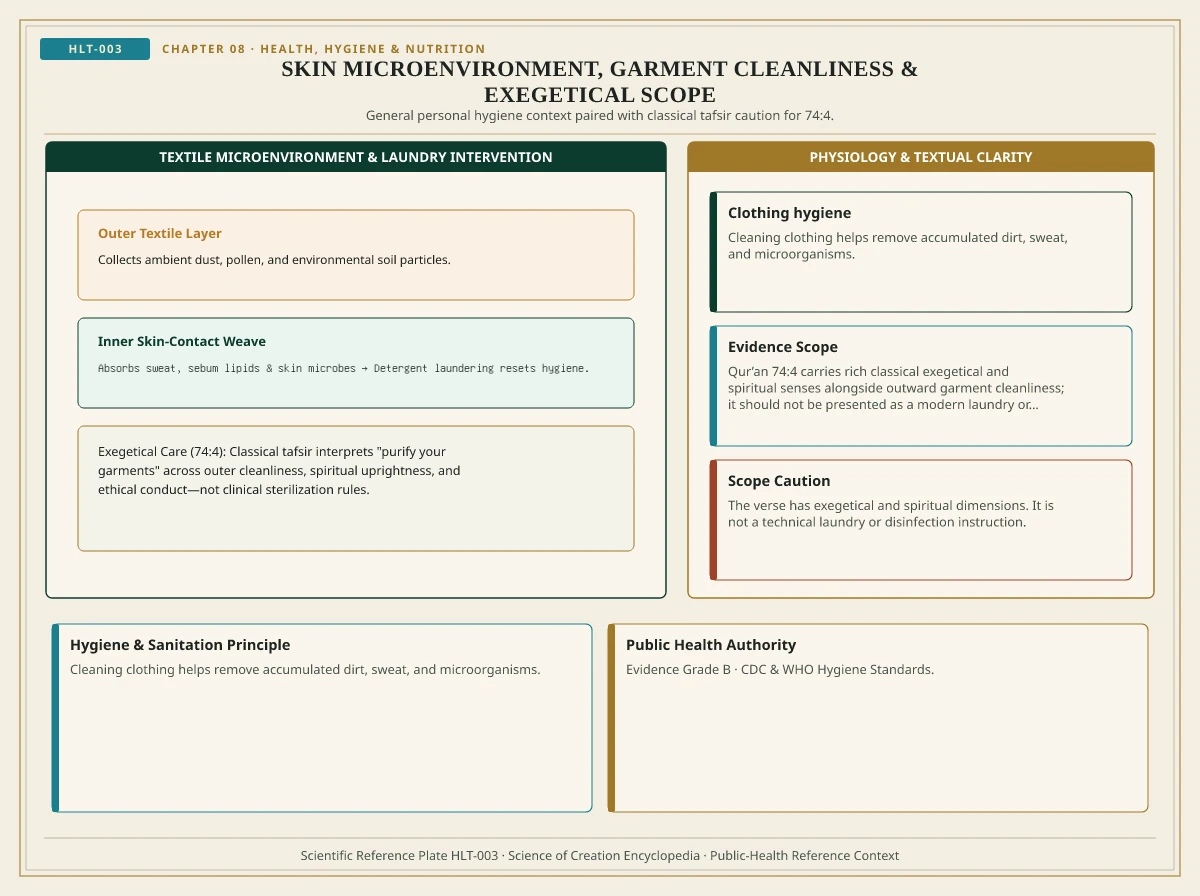 HLT-003
CHAPTER 08 · HEALTH, HYGIENE & NUTRITION
SKIN MICROENVIRONMENT, GARMENT CLEANLINESS &
EXEGETICAL SCOPE
General personal hygiene context paired with classical tafsir caution for 74:4.
TEXTILE MICROENVIRONMENT & LAUNDRY INTERVENTION
Outer Textile Layer
Collects ambient dust, pollen, and environmental soil particles.
Inner Skin-Contact Weave
Absorbs sweat, sebum lipids & skin microbes → Detergent laundering resets hygiene.
Exegetical Care (74:4): Classical tafsir interprets "purify your
garments" across outer cleanliness, spiritual uprightness, and
ethical conduct—not clinical sterilization rules.
PHYSIOLOGY & TEXTUAL CLARITY
Clothing hygiene
Cleaning clothing helps remove accumulated dirt, sweat,
and microorganisms.
Evidence Scope
Qur'an 74:4 carries rich classical exegetical and
spiritual senses alongside outward garment cleanliness;
it should not be presented as a modern laundry or...
Scope Caution
The verse has exegetical and spiritual dimensions. It is
not a technical laundry or disinfection instruction.
Hygiene & Sanitation Principle
Cleaning clothing helps remove accumulated dirt, sweat, and microorganisms.
Public Health Authority
Evidence Grade B · CDC & WHO Hygiene Standards.
Scientific Reference Plate HLT-003 · Science of Creation Encyclopedia · Public-Health Reference Context